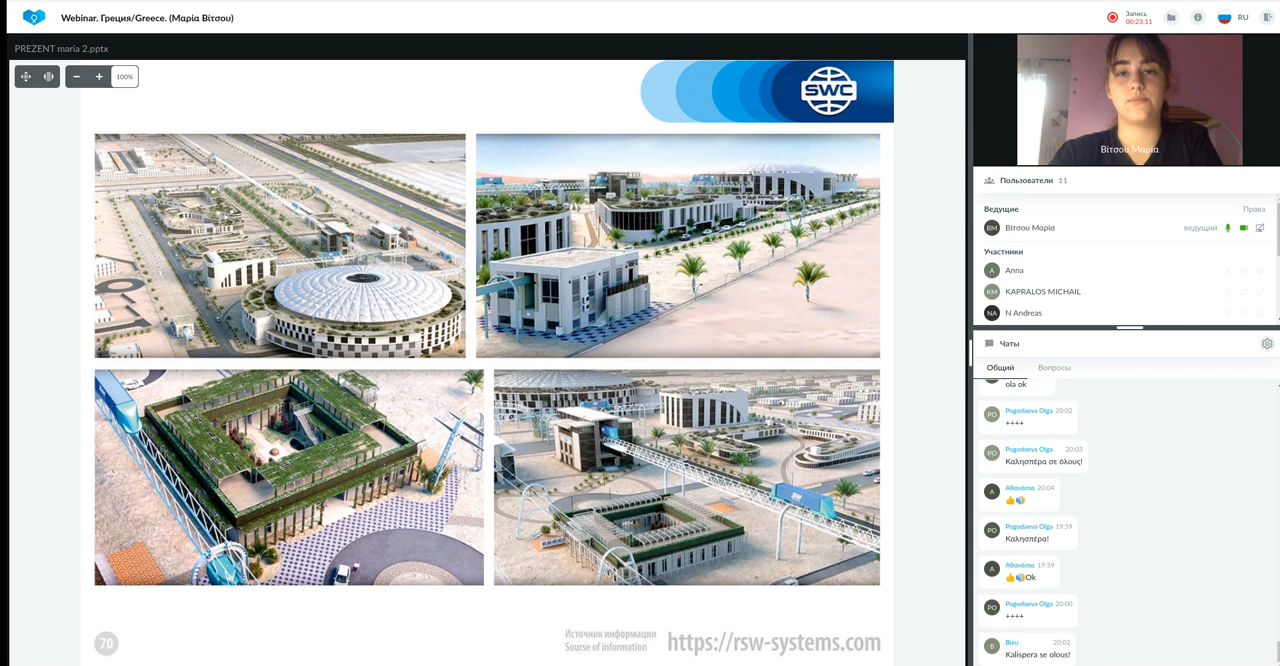 Webinar. Греция/Greece. (Μαρία Βίτσου)
Запись
00:23:11
RU
PREZENT maria 2.pptx
100%
SWC
70
Источник информации
Sourse of information
https://rsw-systems.com
Βίτσου Μαρία
Пользователи 11
Ведущие Права
ΒΜ Βίτσου Μαρία ведущий
Участники
A Anna
KM KAPRALOS MICHAIL
NA N Andreas
Чаты
Общий Вопросы
ola ok
PO Pogodaeva Olga 20:02
++++
PO Pogodaeva Olga 20:03
Καλησπέρα σε όλους!
Α Αθανάσια 20:04
👍
PO Pogodaeva Olga 19:59
Καλησπέρα!
Α Αθανάσια 19:59
👍Ok
PO Pogodaeva Olga 20:00
++++
B Bixu 20:02
Kalispera se olous!